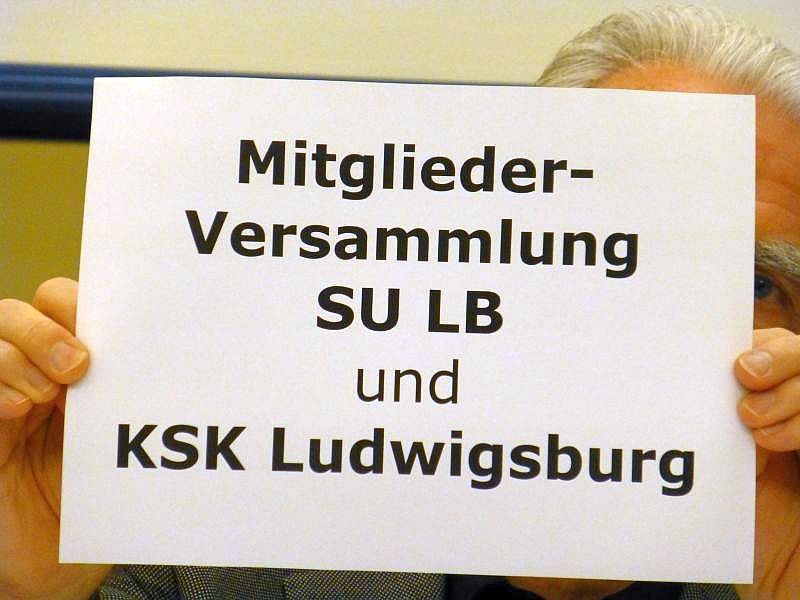 Mitglieder-
Versammlung
SU LB
und
KSK Ludwigsburg